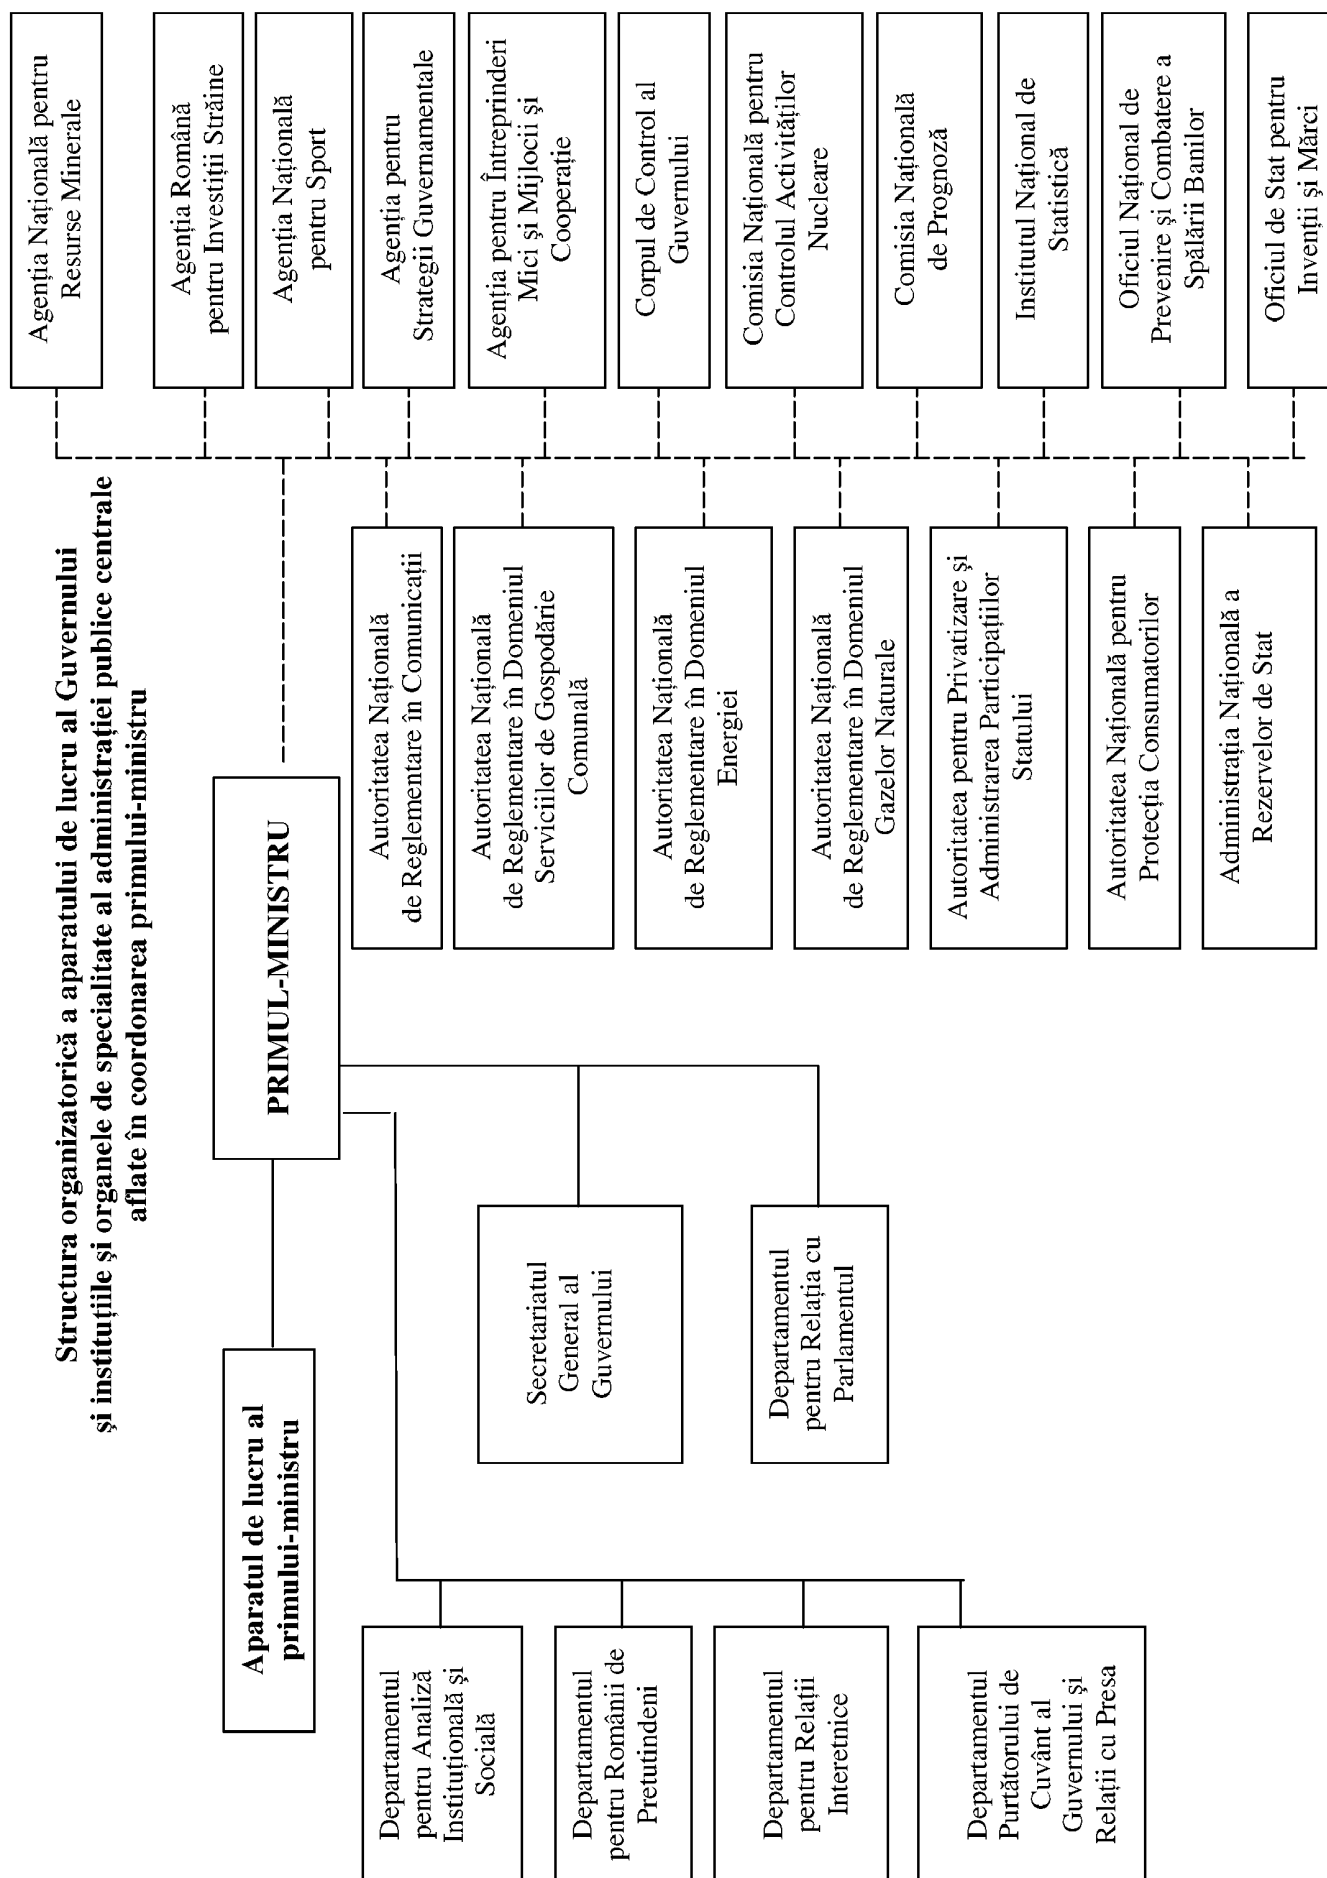 Structura organizatorică a aparatului de lucru al Guvernului
şi instituţiile şi organele de specialitate al administraţiei publice centrale
aflate în coordonarea primului-ministru
Aparatul de lucru al
primului-ministru
PRIMUL-MINISTRU
Departamentul
pentru Analiză
Instituţională şi
Socială
Departamentul
pentru Românii de
Pretutindeni
Departamentul
pentru Relaţii
Interetnice
Departamentul
Purtătorului de
Cuvânt al
Guvernului şi
Relaţii cu Presa
Secretariatul
General al
Guvernului
Departamentul
pentru Relaţia cu
Parlamentul
Autoritatea Naţională
de Reglementare în Comunicaţii
Autoritatea Naţională
de Reglementare în Domeniul
Serviciilor de Gospodărie
Comunală
Autoritatea Naţională
de Reglementare în Domeniul
Energiei
Autoritatea Naţională
de Reglementare în Domeniul
Gazelor Naturale
Autoritatea pentru Privatizare şi
Administrarea Participaţiilor
Statului
Autoritatea Naţională pentru
Protecţia Consumatorilor
Administraţia Naţională a
Rezervelor de Stat
Agenţia Naţională pentru
Resurse Minerale
Agenţia Română
pentru Investiţii Străine
Agenţia Naţională
pentru Sport
Agenţia pentru
Strategii Guvernamentale
Agenţia pentru Întreprinderi
Mici şi Mijlocii şi
Cooperaţie
Corpul de Control al
Guvernului
Comisia Naţională pentru
Controlul Activităţilor
Nucleare
Comisia Naţională
de Prognoză
Institutul Naţional de
Statistică
Oficiul Naţional de
Prevenire şi Combatere a
Spălării Banilor
Oficiul de Stat pentru
Invenţii şi Mărci